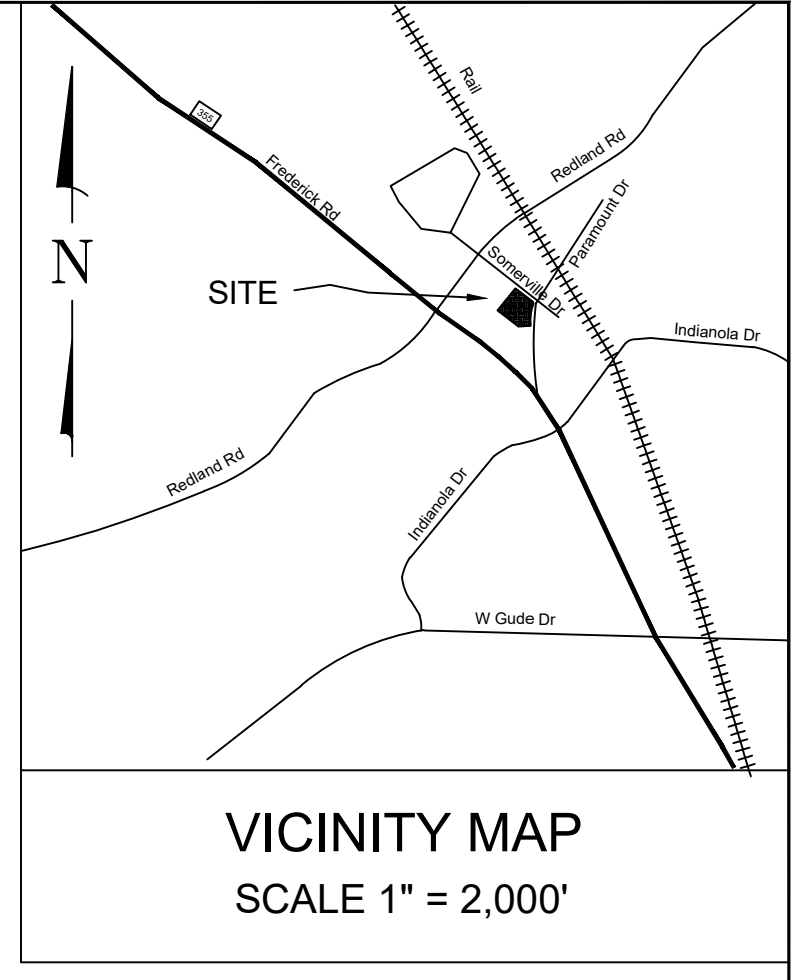 Rail
355
Redland Rd
Frederick Rd
Paramount Dr
N
Somerville Dr
SITE
Indianola Dr
Redland Rd
Indianola Dr
W Gude Dr
VICINITY MAP
SCALE 1" = 2,000'